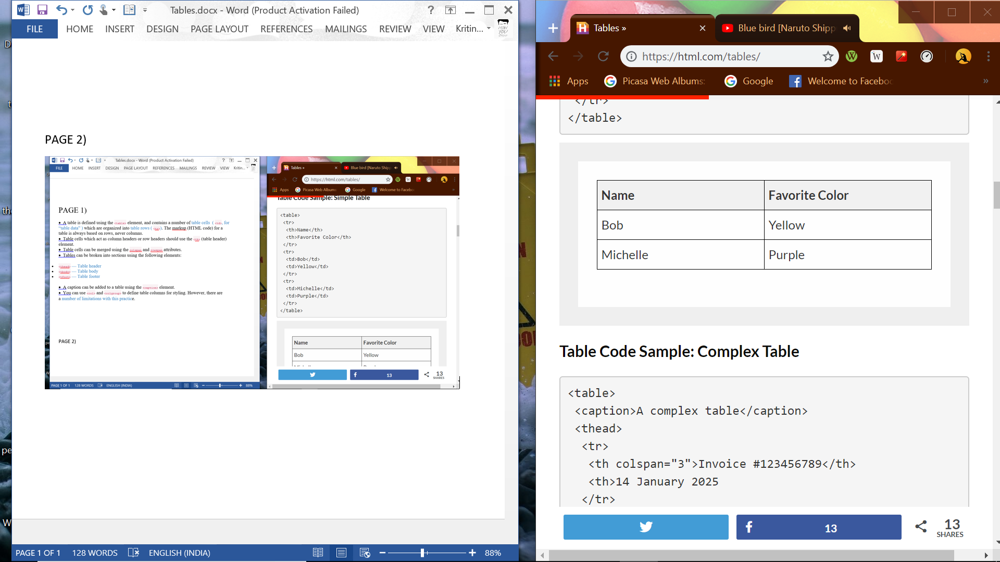 Tables.docx - Word (Product Activation Failed)
FILE HOME INSERT DESIGN PAGE LAYOUT REFERENCES MAILINGS REVIEW VIEW Kritin...
PAGE 2)
Tables.docx - Word (Product Activation Failed)
FILE HOME INSERT DESIGN PAGE LAYOUT REFERENCES MAILINGS REVIEW VIEW Kritin...
PAGE 1)
• A table is defined using the <table> element, and contains a number of table cells ( <td>, for
“table data” ) which are organized into table rows ( <tr>). The markup (HTML code) for a
table is always based on rows, never columns.
• Table cells which act as column headers or row headers should use the <th> (table header)
element.
• Table cells can be merged using the colspan and rowspan attributes.
• Tables can be broken into sections using the following elements:
• <thead> — Table header
• <tbody> — Table body
• <tfoot> — Table footer
• A caption can be added to a table using the <caption> element.
• You can use <col> and <colgroup> to define table columns for styling. However, there are
a number of limitations with this practice.
PAGE 2)
PAGE 1 OF 1 128 WORDS ENGLISH (INDIA) 88%
Tables » Blue bird [Naruto Shipp
https://html.com/tables/
Apps Picasa Web Albums: Google Welcome to Facebo
Table Code Sample: Simple Table
<table>
<tr>
<th>Name</th>
<th>Favorite Color</th>
</tr>
<tr>
<td>Bob</td>
<td>Yellow</td>
</tr>
<tr>
<td>Michelle</td>
<td>Purple</td>
</tr>
</table>
Name Favorite Color
Bob Yellow
13 13
SHARES
PAGE 1 OF 1 128 WORDS ENGLISH (INDIA) 88%
Tables » Blue bird [Naruto Shipp
https://html.com/tables/
Apps Picasa Web Albums: Google Welcome to Faceboo
</tr>
</table>
Name Favorite Color
Bob Yellow
Michelle Purple
Table Code Sample: Complex Table
<table>
<caption>A complex table</caption>
<thead>
<tr>
<th colspan="3">Invoice #123456789</th>
<th>14 January 2025
</tr>
13 13
SHARES